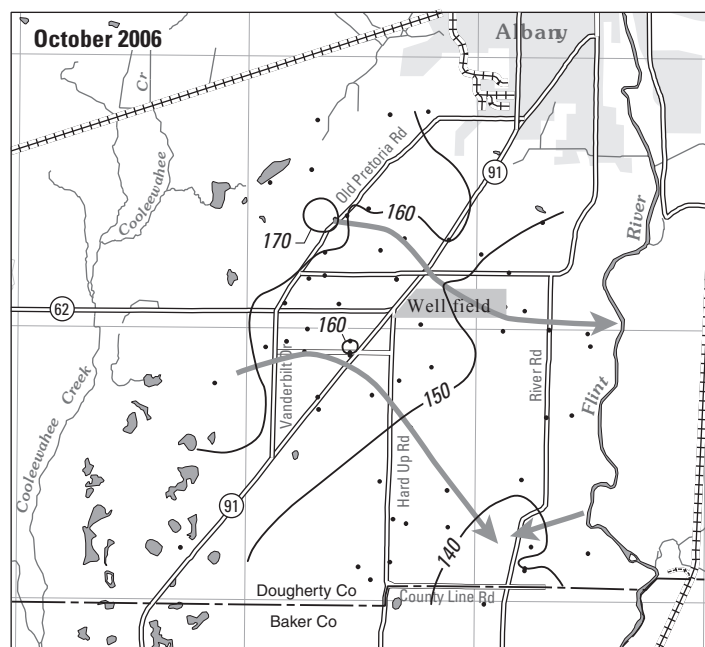 October 2006
Albany
Cr
Cooleewahee
Old Pretoria Rd
91
160
170
River
62
Well field
160
Vanderbilt Dr
150
River Rd
Flint
Cooleewahee Creek
Hard Up Rd
91
140
Dougherty Co
County Line Rd
Baker Co